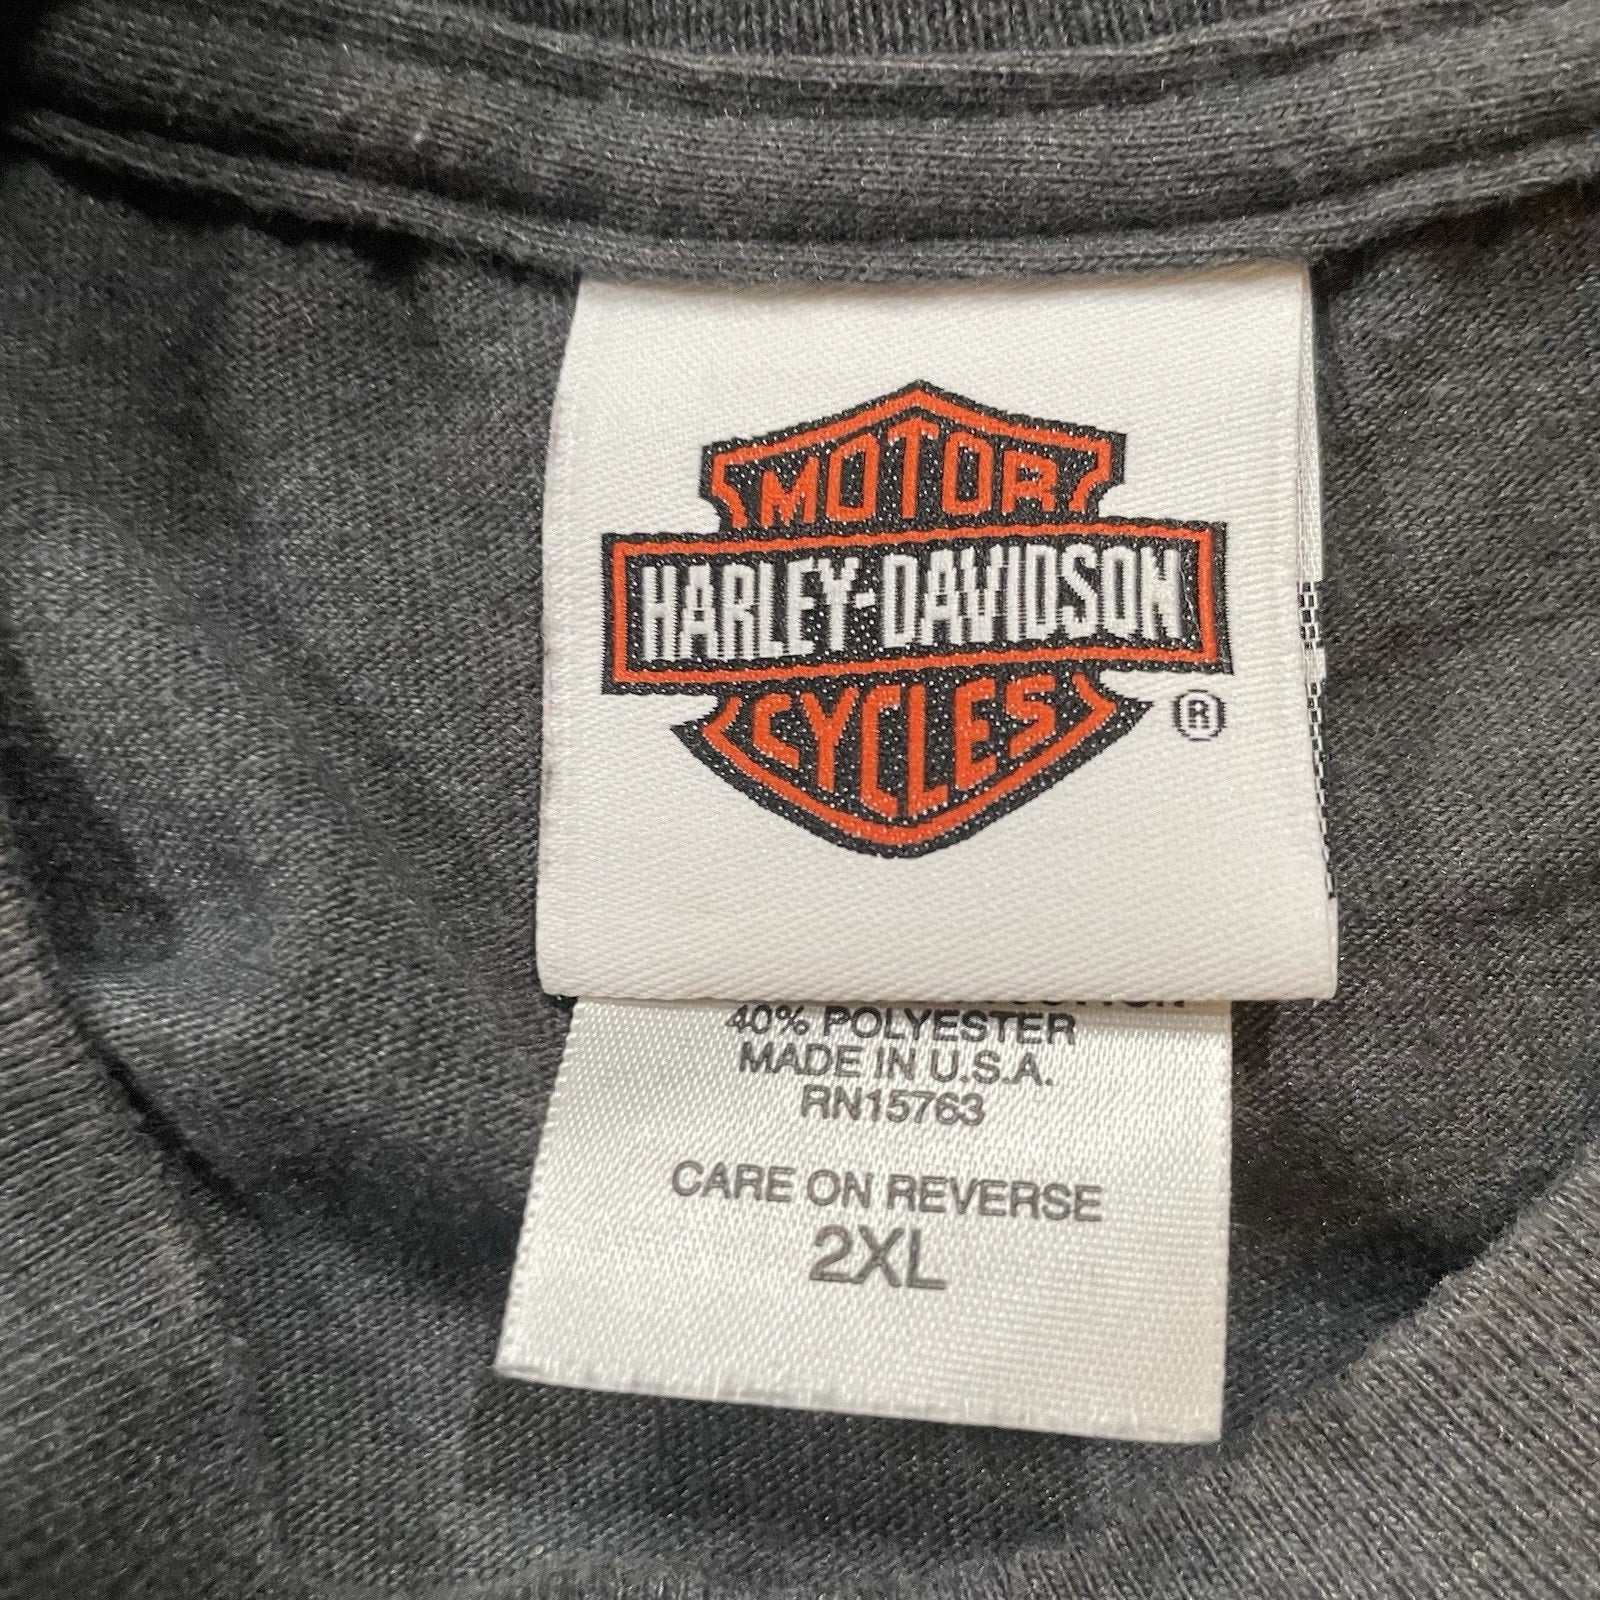 MOTOR
HARLEY-DAVIDSON
CYCLES
®
40% POLYESTER
MADE IN U.S.A.
RN15763
CARE ON REVERSE
2XL